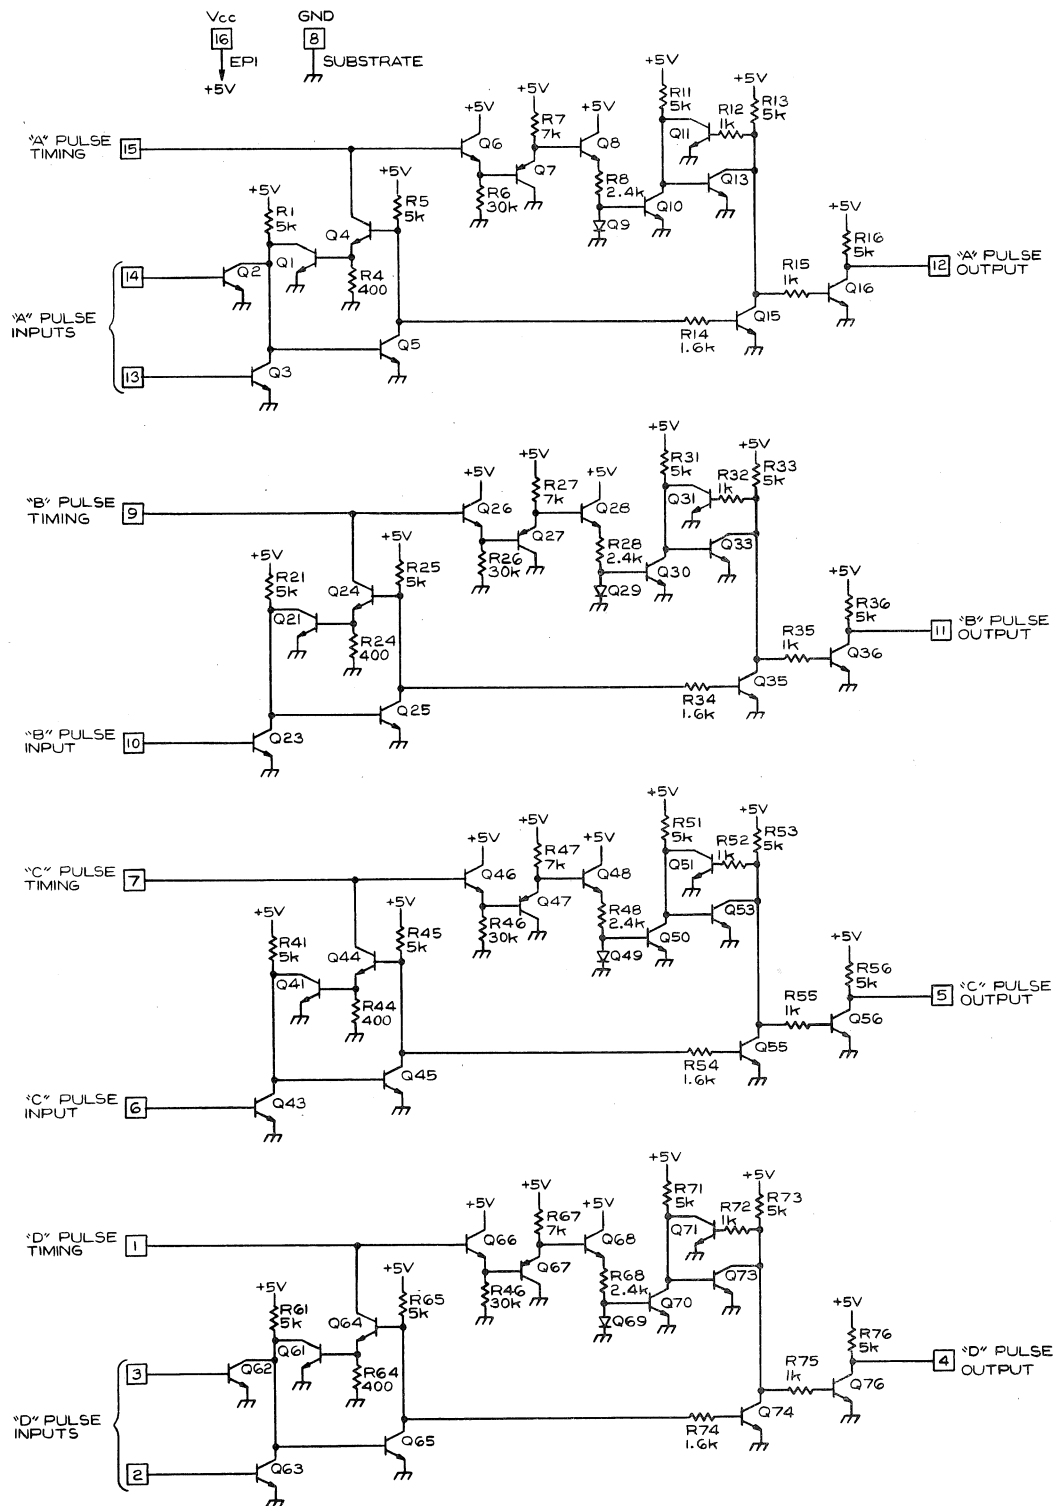 Vcc
16
EPI
+5V
GND
8
SUBSTRATE
"A" PULSE
TIMING
15
+5V
Q6
R6
30k
+5V
R7
7k
Q7
+5V
Q8
R8
2.4k
Q9
+5V
R11
5k
Q11
R12
1k
+5V
R13
5k
Q10
Q13
+5V
R1
5k
Q1
Q4
R4
400
+5V
R5
5k
14
Q2
"A" PULSE
INPUTS
13
Q3
Q5
R14
1.6k
Q15
R15
1k
+5V
R16
5k
Q16
12
"A" PULSE
OUTPUT
"B" PULSE
TIMING
9
+5V
Q26
R26
30k
+5V
R27
7k
Q27
+5V
Q28
R28
2.4k
Q29
+5V
R31
5k
Q31
R32
1k
+5V
R33
5k
Q30
Q33
+5V
R21
5k
Q21
Q24
R24
400
+5V
R25
5k
"B" PULSE
INPUT
10
Q23
Q25
R34
1.6k
Q35
R35
1k
+5V
R36
5k
Q36
11
"B" PULSE
OUTPUT
"C" PULSE
TIMING
7
+5V
Q46
R46
30k
+5V
R47
7k
Q47
+5V
Q48
R48
2.4k
Q49
+5V
R51
5k
Q51
R52
1k
+5V
R53
5k
Q50
Q53
+5V
R41
5k
Q41
Q44
R44
400
+5V
R45
5k
"C" PULSE
INPUT
6
Q43
Q45
R54
1.6k
Q55
R55
1k
+5V
R56
5k
Q56
5
"C" PULSE
OUTPUT
"D" PULSE
TIMING
1
+5V
Q66
R46
30k
+5V
R67
7k
Q67
+5V
Q68
R68
2.4k
Q69
+5V
R71
5k
Q71
R72
1k
+5V
R73
5k
Q70
Q73
+5V
R61
5k
Q61
Q64
R64
400
+5V
R65
5k
3
Q62
"D" PULSE
INPUTS
2
Q63
Q65
R74
1.6k
Q74
R75
1k
+5V
R76
5k
Q76
4
"D" PULSE
OUTPUT